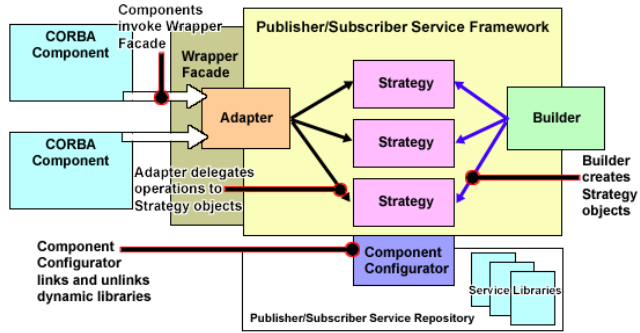 Components
invoke Wrapper
Facade
CORBA
Component
Publisher/Subscriber Service Framework
Wrapper
Facade
Strategy
Adapter
Strategy
Builder
CORBA
Component
Adapter delegates
operations to
Strategy objects
Strategy
Builder
creates
Strategy
objects
Component
Configurator
links and unlinks
dynamic libraries
Component
Configurator
Service Libraries
Publisher/Subscriber Service Repository